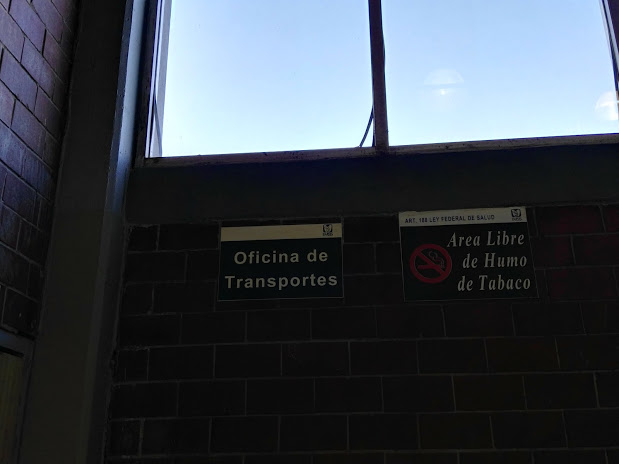 Oficina de
Transportes
ART. 188 LEY FEDERAL DE SALUD
Area Libre
de Humo
de Tabaco